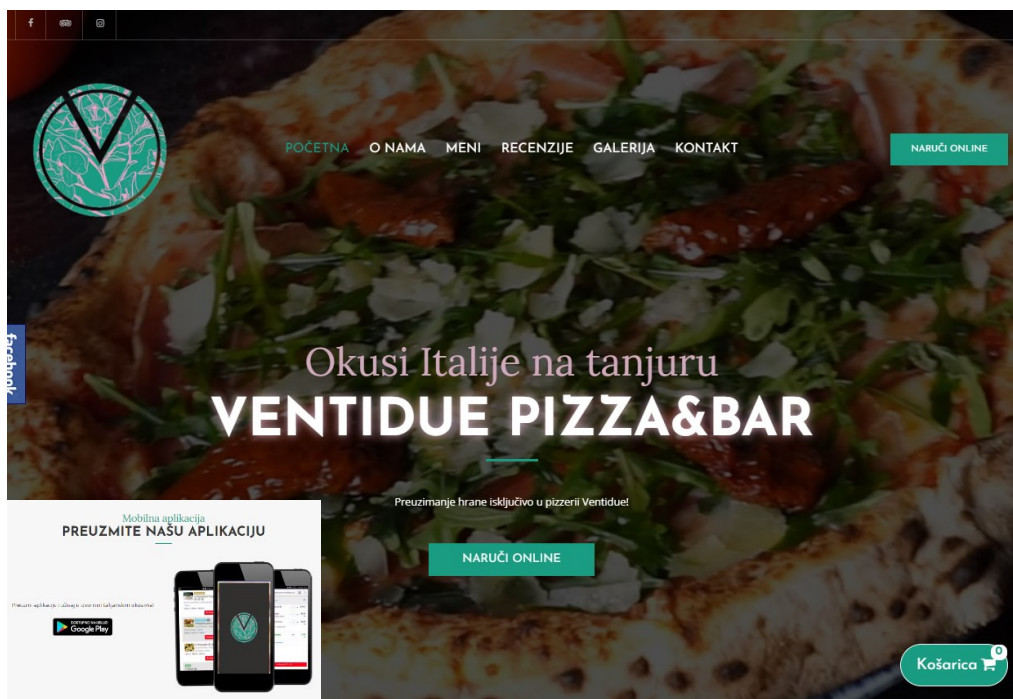 POČETNA O NAMA MENI RECENZIJE GALERIJA KONTAKT
NARUČI ONLINE
facebook
Okusi Italije na tanjuru
VENTIDUE PIZZA&BAR
Preuzimanje hrane isključivo u pizzerii Ventidue!
NARUČI ONLINE
Mobilna aplikacija
PREUZMITE NAŠU APLIKACIJU
Google Play
Košarica 0